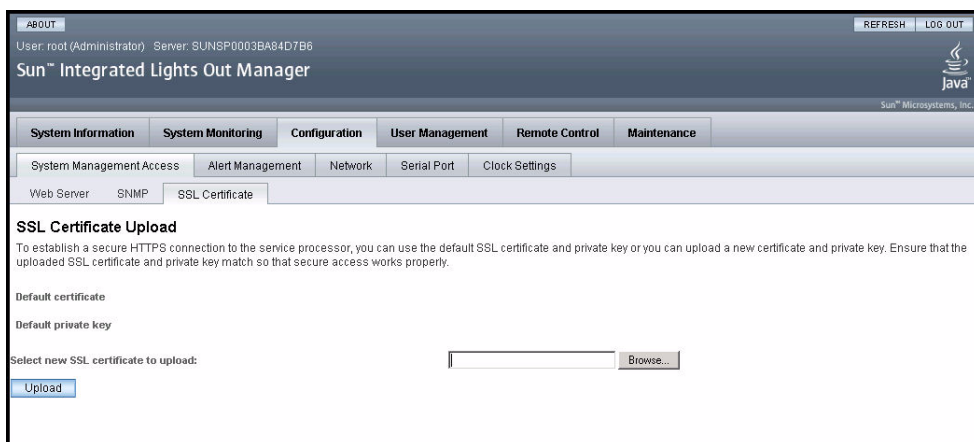 ABOUT
REFRESH LOG OUT
User: root (Administrator) Server: SUNSP0003BA84D7B6
Sun™ Integrated Lights Out Manager
Java™
Sun™ Microsystems, Inc.
System Information System Monitoring Configuration User Management Remote Control Maintenance
System Management Access Alert Management Network Serial Port Clock Settings
Web Server SNMP SSL Certificate
SSL Certificate Upload
To establish a secure HTTPS connection to the service processor, you can use the default SSL certificate and private key or you can upload a new certificate and private key. Ensure that the
uploaded SSL certificate and private key match so that secure access works properly.
Default certificate
Default private key
Select new SSL certificate to upload:
Browse...
Upload